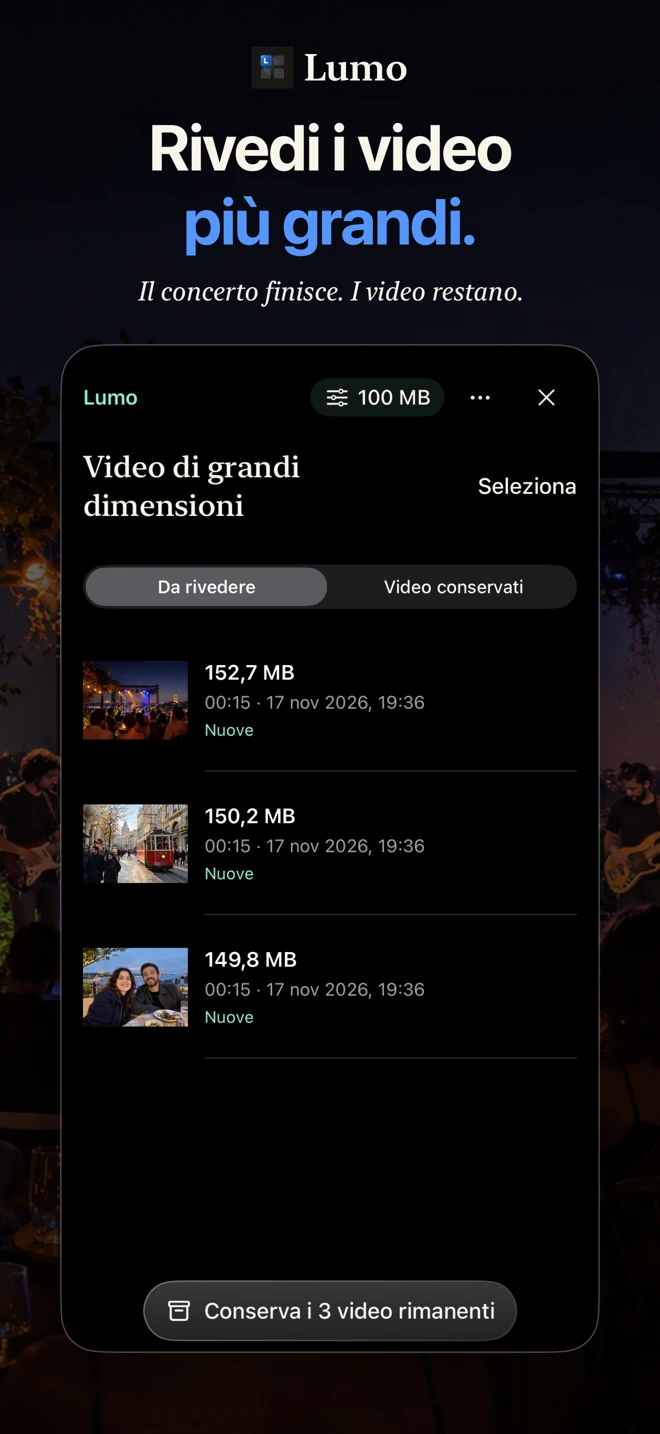 Lumo
Rivedi i video
più grandi.
Il concerto finisce. I video restano.
Lumo
100 MB
Video di grandi
dimensioni
Seleziona
Da rivedere
Video conservati
152,7 MB
00:15 · 17 nov 2026, 19:36
Nuove
150,2 MB
00:15 · 17 nov 2026, 19:36
Nuove
149,8 MB
00:15 · 17 nov 2026, 19:36
Nuove
Conserva i 3 video rimanenti